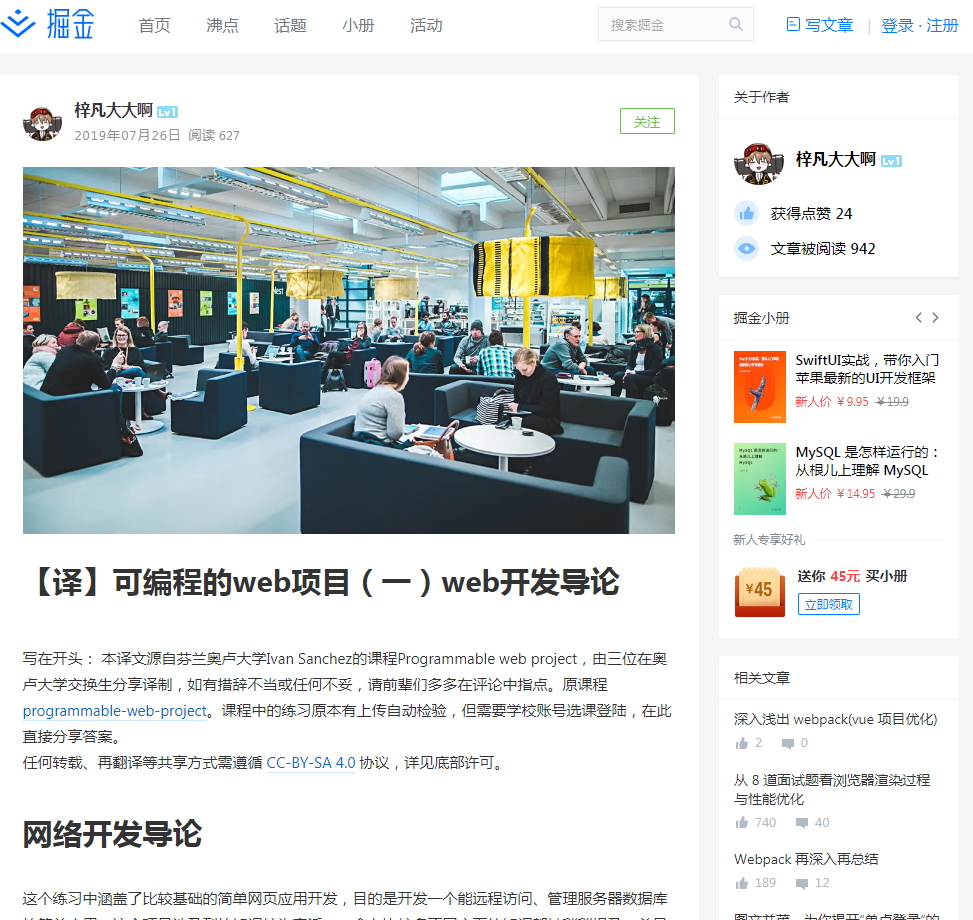 掘金
首页 沸点 话题 小册 活动
搜索掘金
写文章 | 登录 · 注册
梓凡大大啊 Lv1
2019年07月26日 阅读 627
关注
【译】可编程的web项目（一）web开发导论
写在开头： 本译文源自芬兰奥卢大学Ivan Sanchez的课程Programmable web project，由三位在奥
卢大学交换生分享译制，如有措辞不当或任何不妥，请前辈们多多在评论中指点。原课程
programmable-web-project。课程中的练习原本有上传自动检验，但需要学校账号选课登陆，在此
直接分享答案。
任何转载、再翻译等共享方式需遵循 CC-BY-SA 4.0 协议，详见底部许可。
网络开发导论
这个练习中涵盖了比较基础的简单网页应用开发，目的是开发一个能远程访问、管理服务器数据库
关于作者
梓凡大大啊 Lv1
获得点赞 24
文章被阅读 942
掘金小册
SwiftUI实战，带你入门
苹果最新的UI开发框架
新人价 ￥9.95 ￥19.9
MySQL 是怎样运行的：
从根儿上理解 MySQL
新人价 ￥14.95 ￥29.9
新人专享好礼
¥45
送你 45元 买小册
立即领取
相关文章
深入浅出 webpack(vue 项目优化)
2 0
从 8 道面试题看浏览器渲染过程
与性能优化
740 40
Webpack 再深入再总结
189 12
图文并茂，为你揭开“单点登录”的